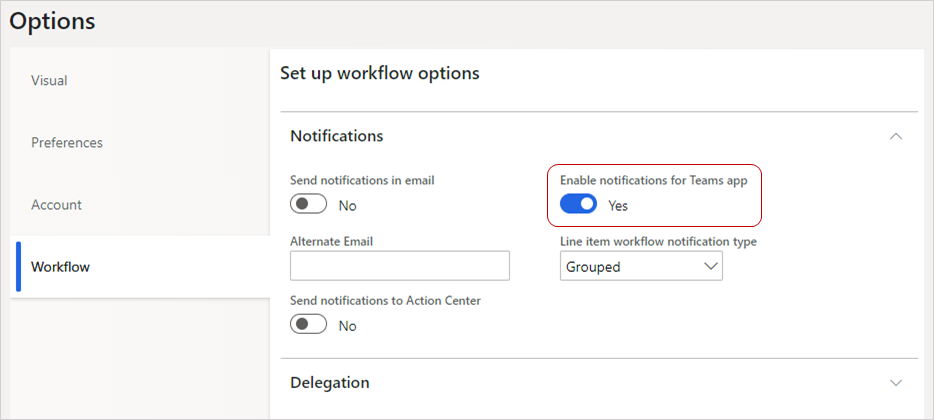 Options
Visual
Preferences
Account
Workflow
Set up workflow options
Notifications
Send notifications in email
No
Enable notifications for Teams app
Yes
Alternate Email
Line item workflow notification type
Grouped
Send notifications to Action Center
No
Delegation